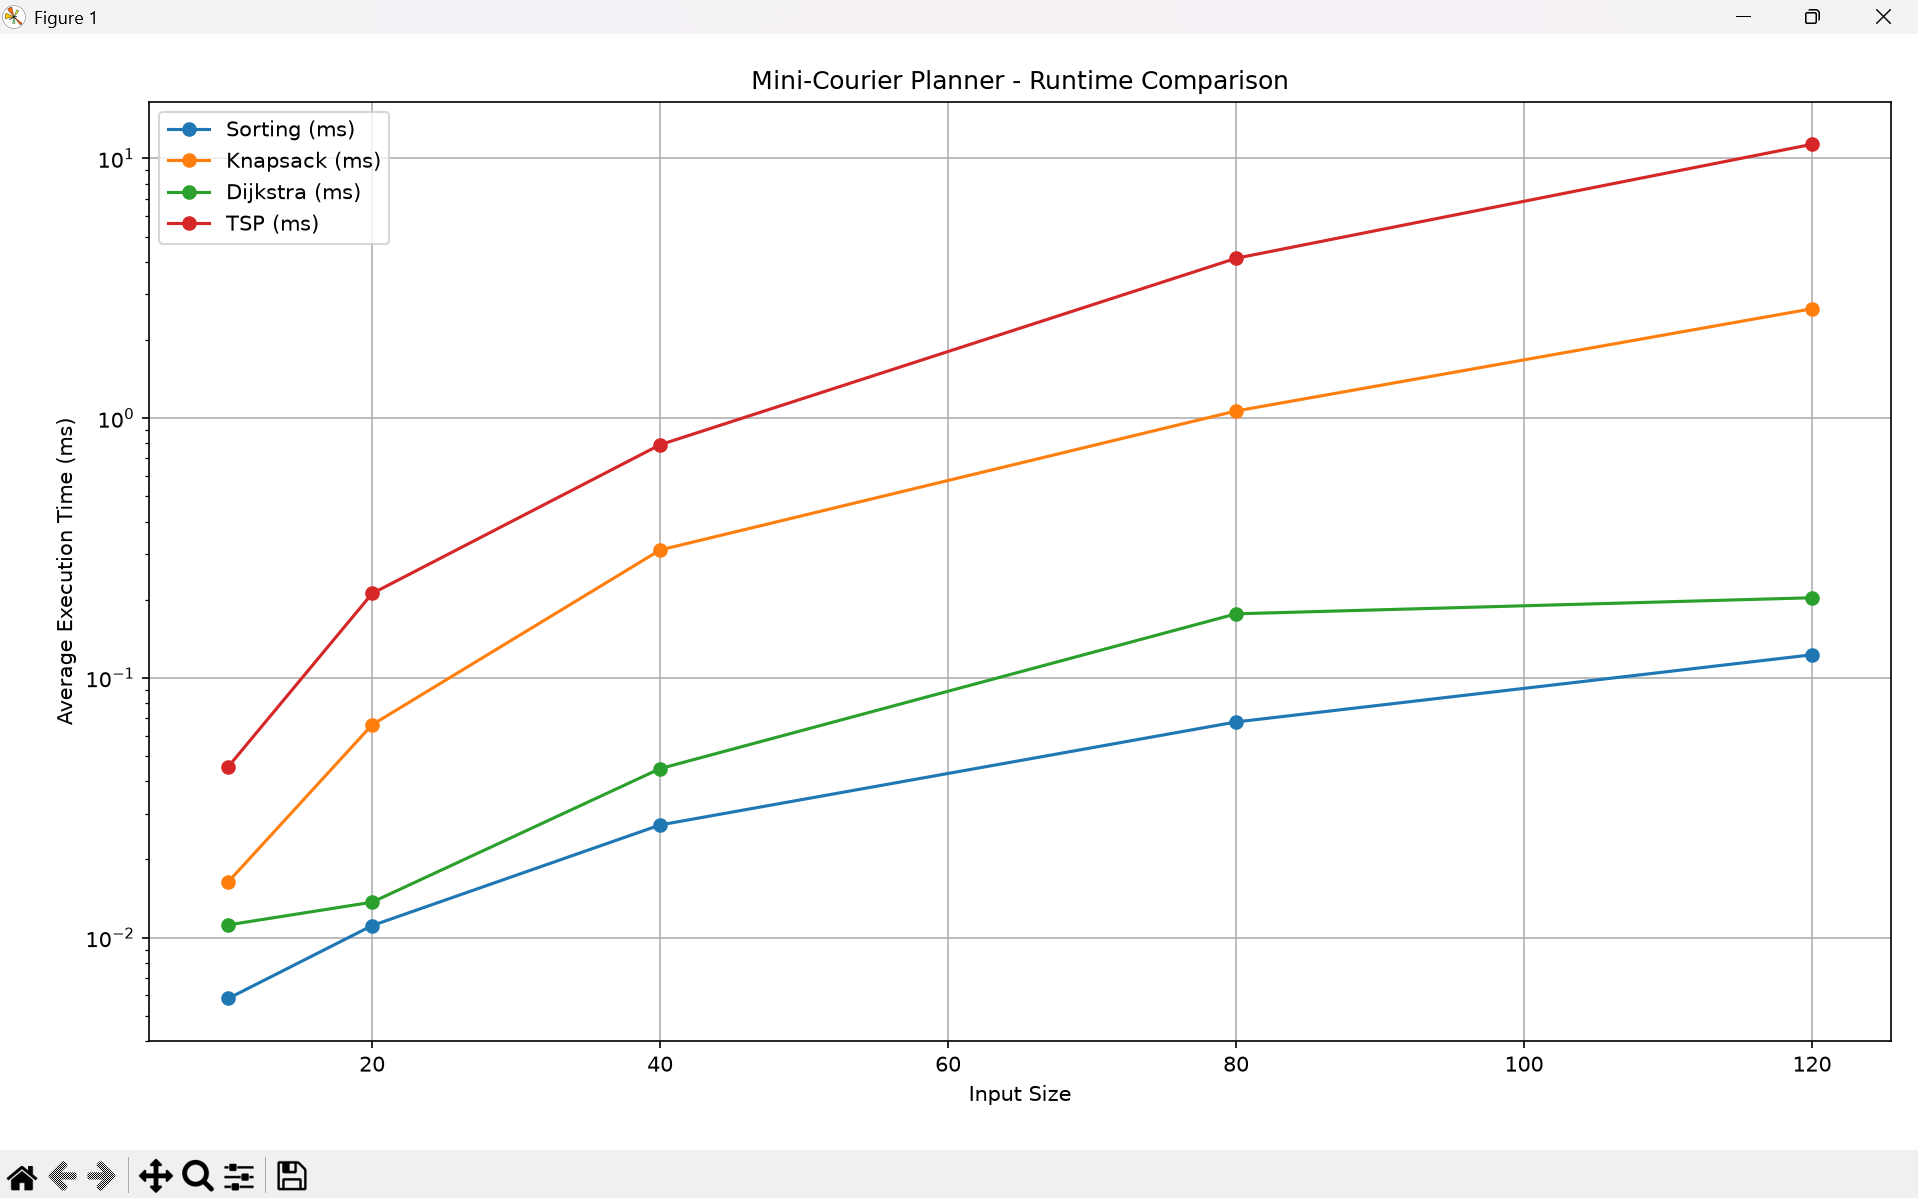 Figure 1
Mini-Courier Planner - Runtime Comparison
Sorting (ms)
Knapsack (ms)
Dijkstra (ms)
TSP (ms)
10¹
10⁰
10⁻¹
10⁻²
Average Execution Time (ms)
20 40 60 80 100 120
Input Size